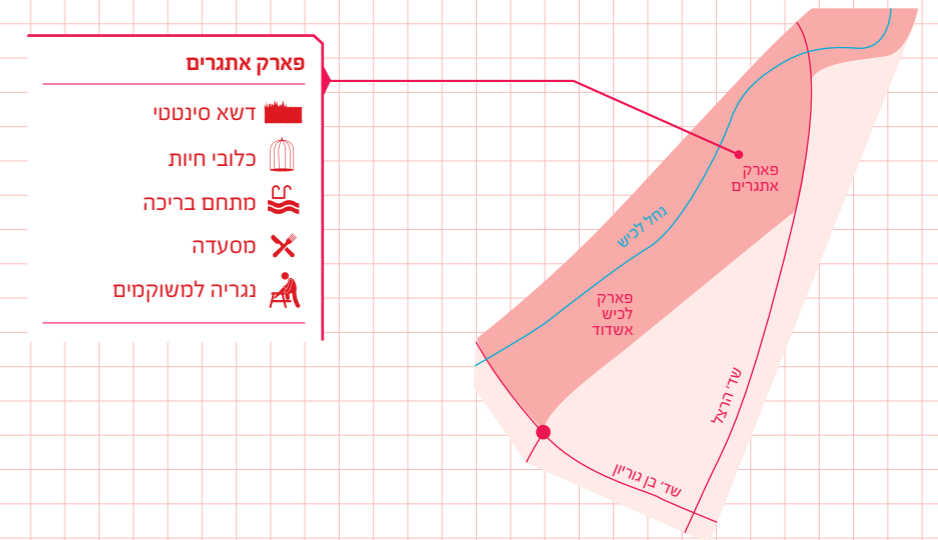 פארק אתגרים
דשא סינטטי
כלובי חיות
מתחם בריכה
מסעדה
נגריה למשוקמים
פארק
אתגרים
נחל לכיש
פארק
לכיש
אשדוד
שד׳ הרצל
שד׳ בן גוריון